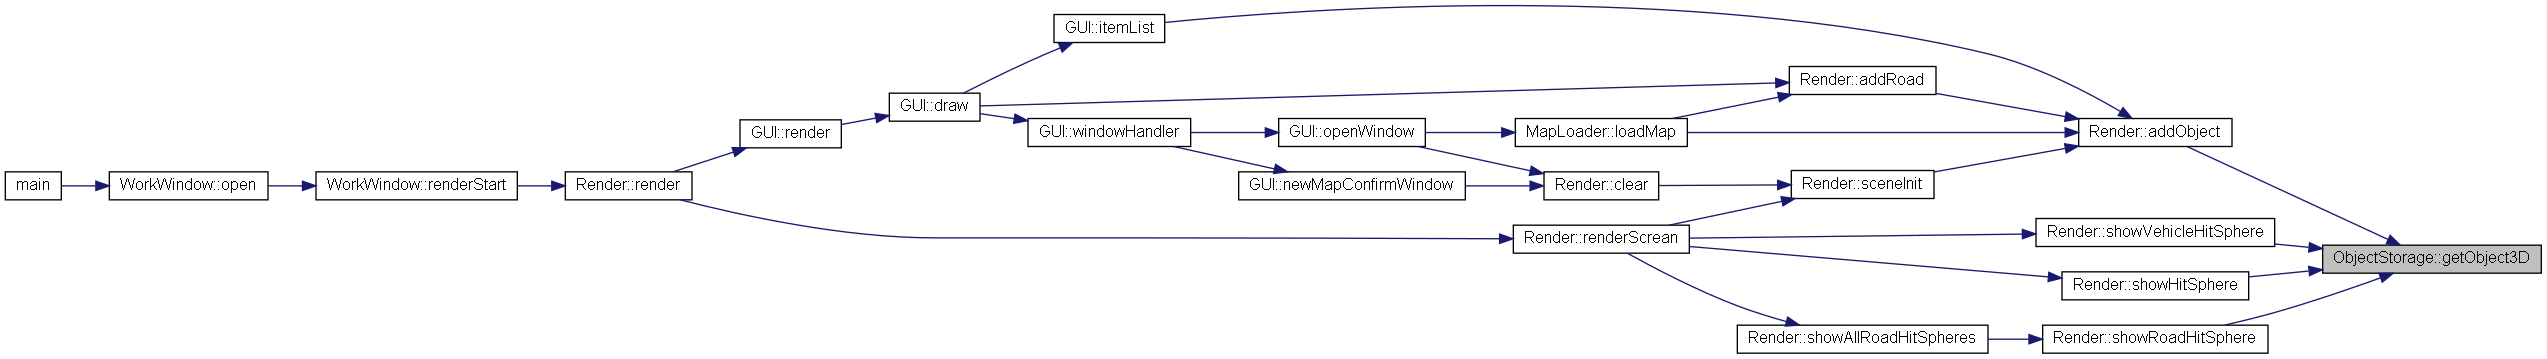 GUI::itemList
Render::addRoad
GUI::draw
GUI::render
GUI::windowHandler
GUI::openWindow
MapLoader::loadMap
Render::addObject
main
WorkWindow::open
WorkWindow::renderStart
Render::render
GUI::newMapConfirmWindow
Render::clear
Render::sceneInit
Render::renderScrean
Render::showVehicleHitSphere
ObjectStorage::getObject3D
Render::showHitSphere
Render::showAllRoadHitSpheres
Render::showRoadHitSphere